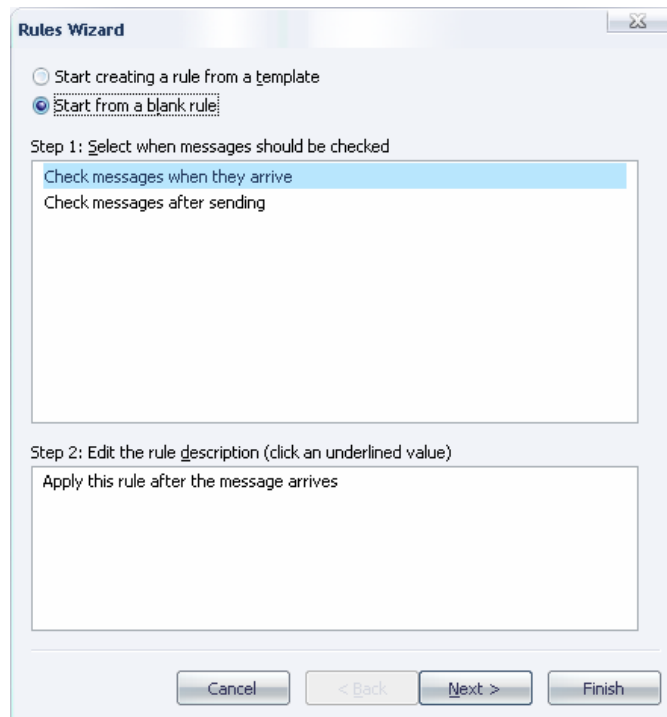 Rules Wizard
Start creating a rule from a template
Start from a blank rule
Step 1: Select when messages should be checked
Check messages when they arrive
Check messages after sending
Step 2: Edit the rule description (click an underlined value)
Apply this rule after the message arrives
Cancel < Back Next > Finish